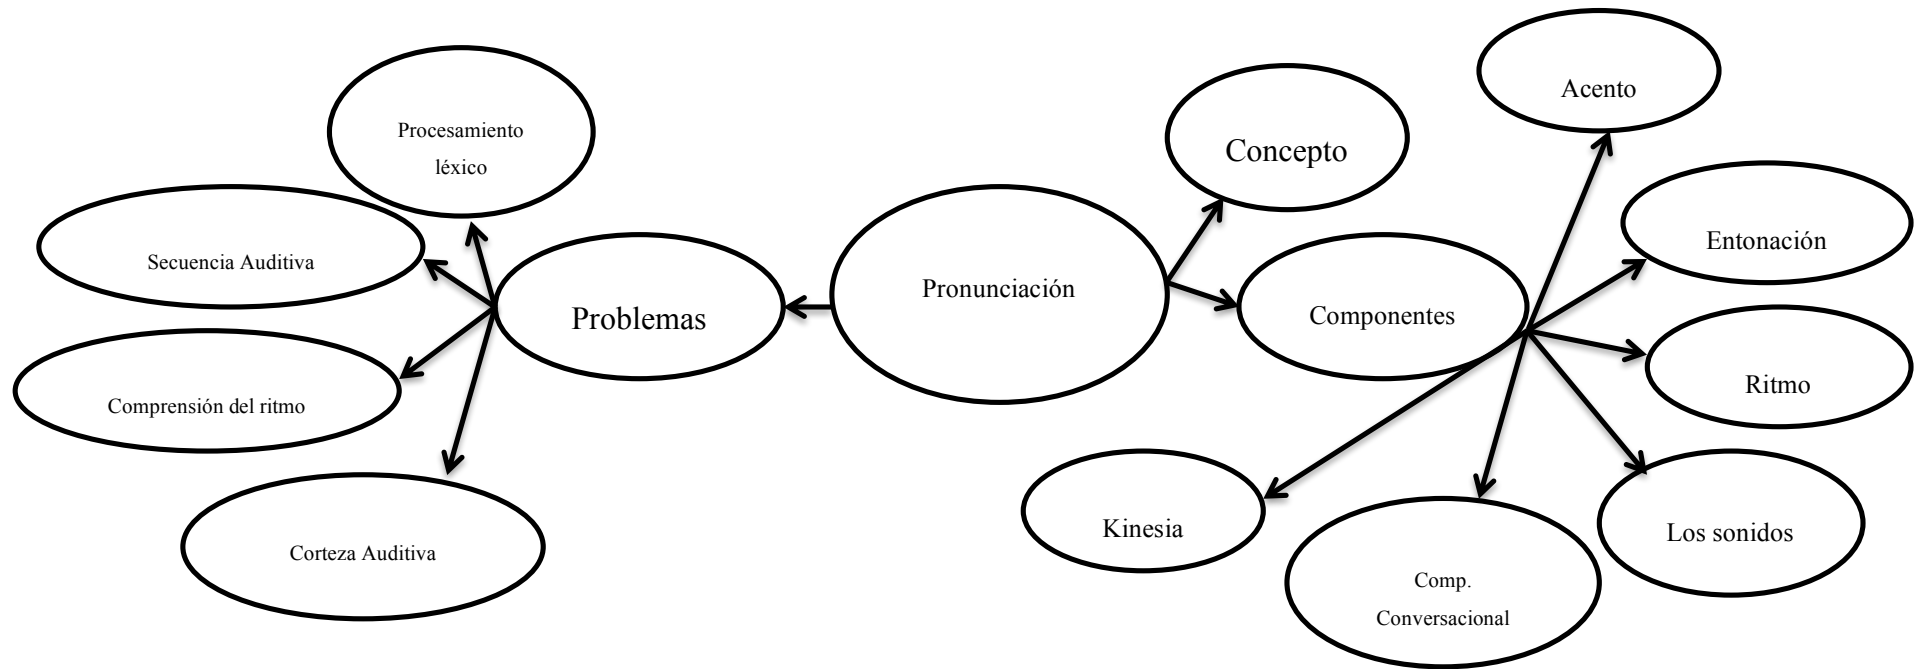 Acento
Procesamiento
léxico
Concepto
Entonación
Secuencia Auditiva
Pronunciación
Problemas
Componentes
Ritmo
Comprensión del ritmo
Kinesia
Los sonidos
Corteza Auditiva
Comp.
Conversacional